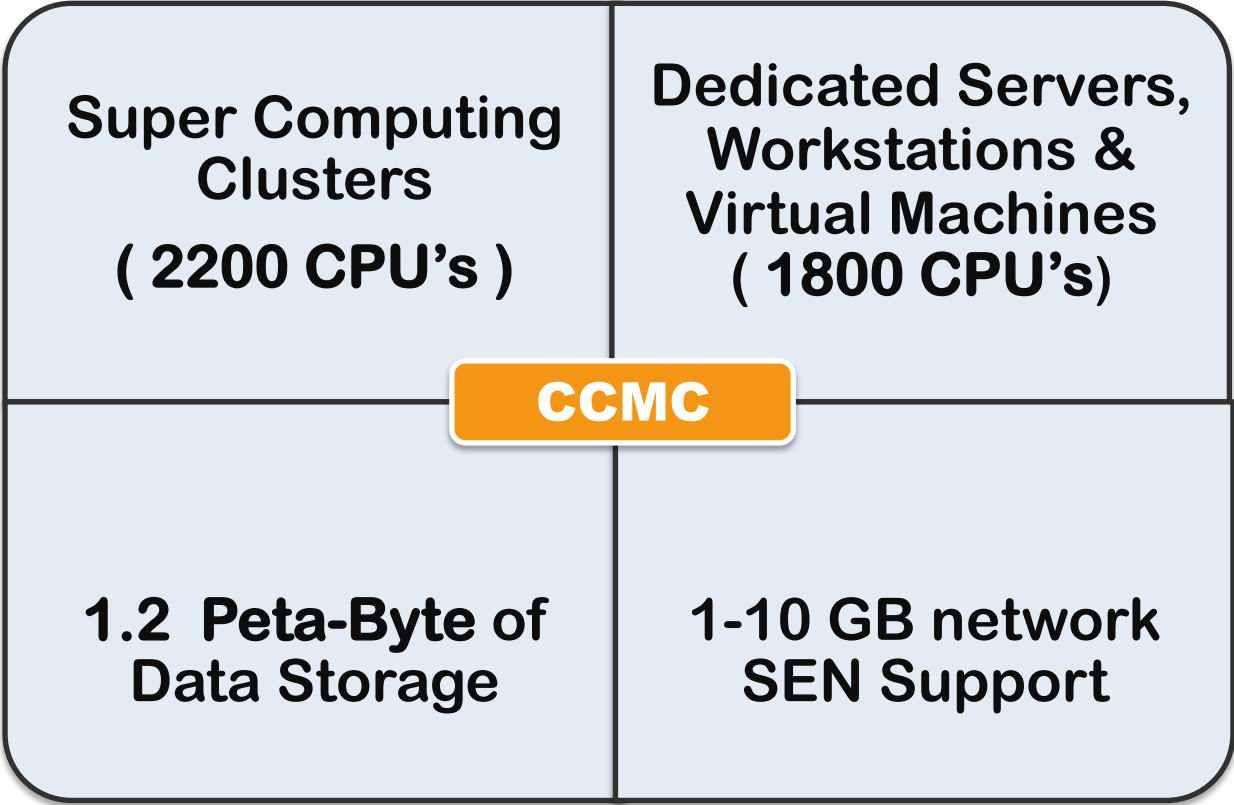 Super Computing
Clusters
( 2200 CPU’s )
Dedicated Servers,
Workstations &
Virtual Machines
( 1800 CPU’s)
CCMC
1.2  Peta-Byte of
Data Storage
1-10 GB network
SEN Support